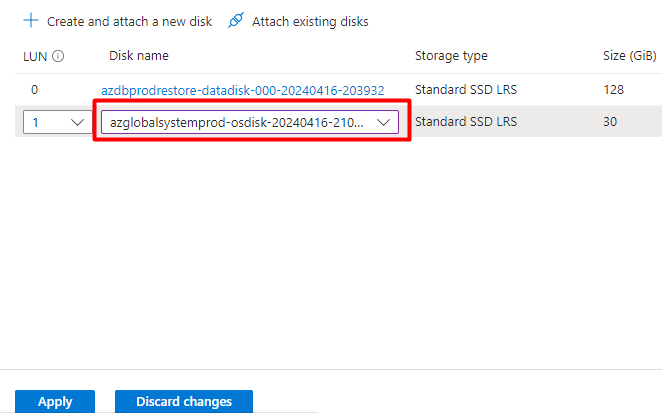 Create and attach a new disk Attach existing disks
LUN Disk name Storage type Size (GiB)
0 azdbprodrestore-datadisk-000-20240416-203932 Standard SSD LRS 128
1 azglobalsystemprod-osdisk-20240416-210... Standard SSD LRS 30
Apply Discard changes